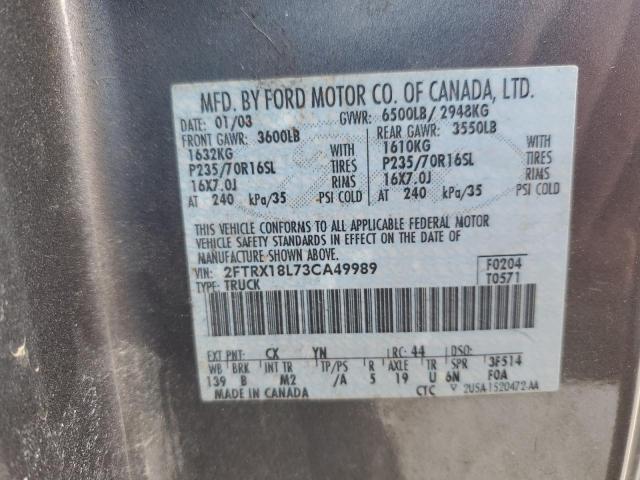 MFD. BY FORD MOTOR CO. OF CANADA, LTD.
DATE: 01/03 GVWR: 6500LB/ 2948KG
FRONT GAWR: 3600LB REAR GAWR: 3550LB
1632KG WITH 1610KG WITH
P235/70R16SL TIRES P235/70R16SL TIRES
16X7.0J RIMS 16X7.0J RIMS
AT 240 kPa/35 PSI COLD AT 240 kPa/35 PSI COLD
THIS VEHICLE CONFORMS TO ALL APPLICABLE FEDERAL MOTOR
VEHICLE SAFETY STANDARDS IN EFFECT ON THE DATE OF
MANUFACTURE SHOWN ABOVE.
VIN: 2FTRX18L73CA49989 F0204
TYPE: TRUCK T0571
EXT PNT: CX YN RC: 44 DSO:
WB BRK INT TR TP/PS R AXLE TR SPR 3F514
139 B M2 /A 5 19 U 6N F0A
MADE IN CANADA CTC 2U5A1520472 AA